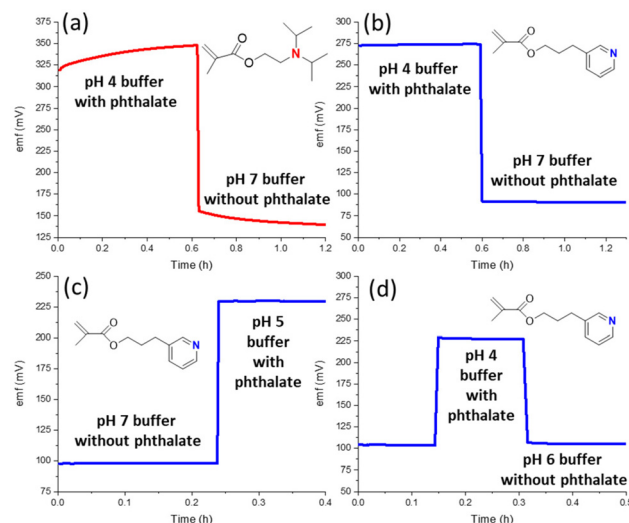 (a)
375
350
325
300
275
250
225
200
175
150
125
emf (mV)
0.0 0.2 0.4 0.6 0.8 1.0 1.2
Time (h)
pH 4 buffer
with phthalate
pH 7 buffer
without phthalate
O
O
N
(b)
300
275
250
225
200
175
150
125
100
75
50
emf (mV)
0.0 0.2 0.4 0.6 0.8 1.0 1.2
Time (h)
pH 4 buffer
with phthalate
pH 7 buffer
without phthalate
O
O
N
(c)
250
225
200
175
150
125
100
75
emf (mV)
0.0 0.1 0.2 0.3 0.4
Time (h)
O
O
N
pH 7 buffer
without phthalate
pH 5
buffer
with
phthalate
(d)
300
275
250
225
200
175
150
125
100
75
50
emf (mV)
0.0 0.1 0.2 0.3 0.4 0.5
Time (h)
O
O
N
pH 4
buffer
with
phthalate
pH 6 buffer
without phthalate